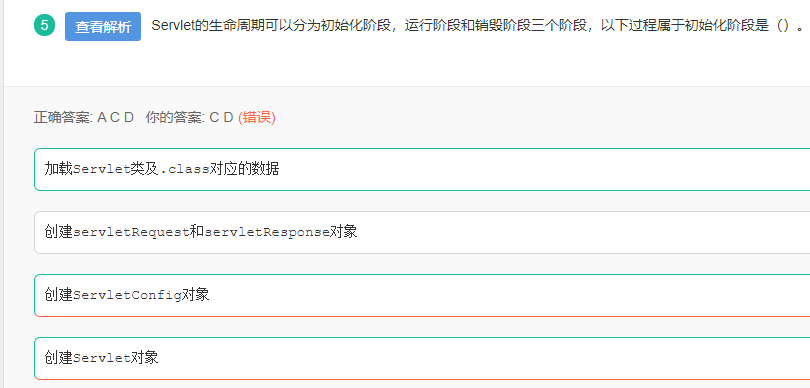 5 查看解析 Servlet的生命周期可以分为初始化阶段，运行阶段和销毁阶段三个阶段，以下过程属于初始化阶段是（）。
正确答案: A C D 你的答案: C D (错误)
加载Servlet类及.class对应的数据
创建servletRequest和servletResponse对象
创建ServletConfig对象
创建Servlet对象